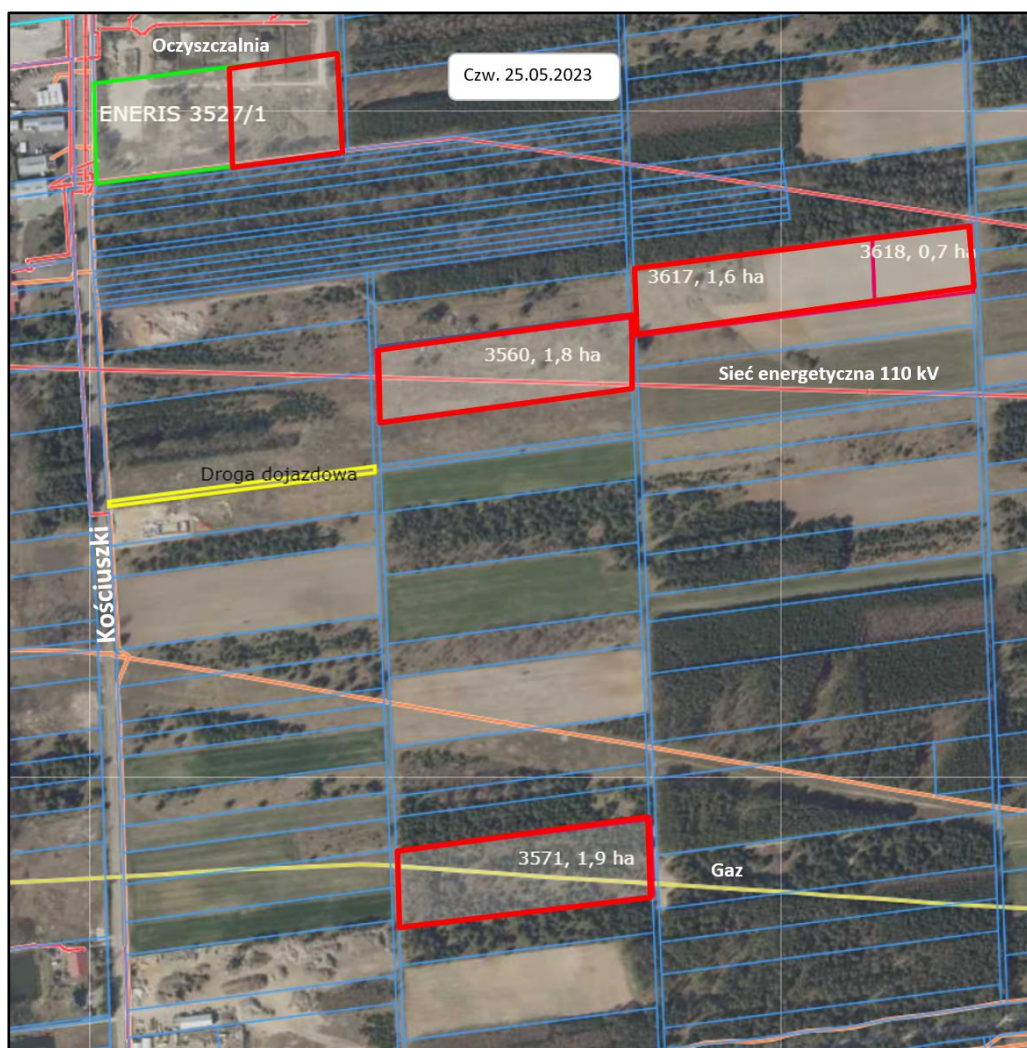 Oczyszczalnia
Czw. 25.05.2023
ENERIS 3527/1
3618, 0,7 ha
3617, 1,6 ha
3560, 1,8 ha
Sieć energetyczna 110 kV
Droga dojazdowa
Kościuszki
3571, 1,9 ha
Gaz